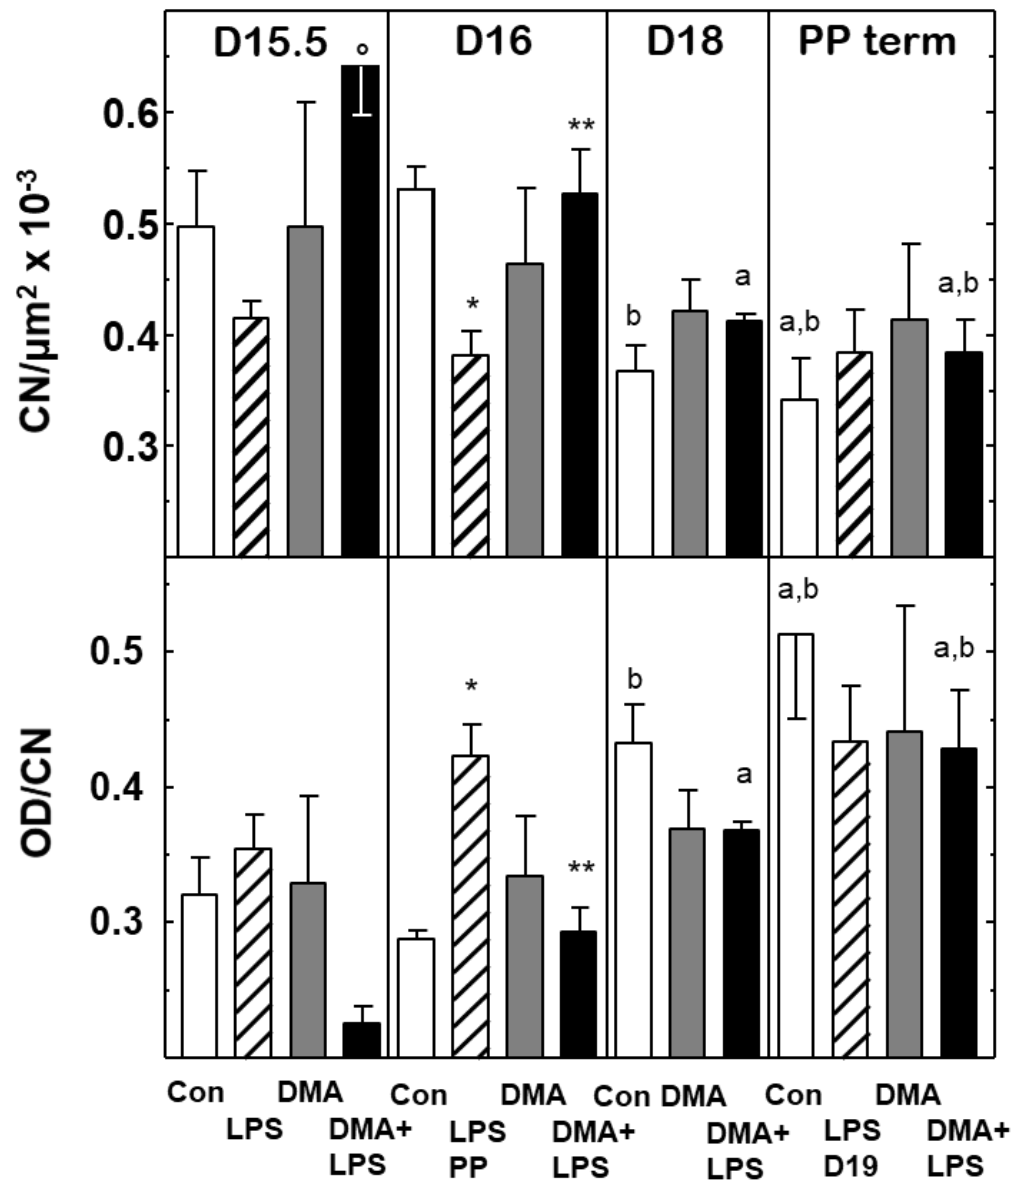 D15.5 D16 D18 PP term
°
CN/µm² x 10⁻³
0.6
0.5
0.4
0.3
*
**
b
a
a,b
a,b
OD/CN
0.5
0.4
0.3
*
**
b
a
a,b
a,b
Con DMA Con DMA Con DMA Con DMA
LPS DMA+ LPS DMA+ DMA+ LPS DMA+
LPS PP LPS LPS D19 LPS